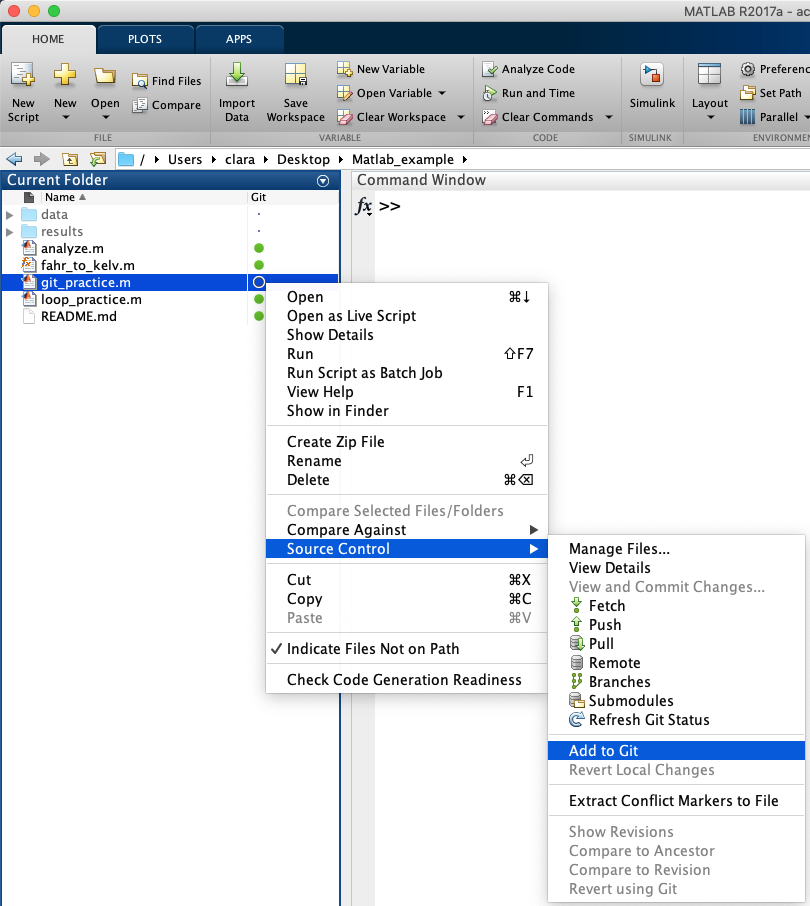 MATLAB R2017a - ac
HOME PLOTS APPS
New Script
New
Open
Find Files
Compare
FILE
Import Data
Save Workspace
New Variable
Open Variable
Clear Workspace
VARIABLE
Analyze Code
Run and Time
Clear Commands
CODE
Simulink
SIMULINK
Layout
Preferenc
Set Path
Parallel
ENVIRONMEN
/ Users clara Desktop Matlab_example
Current Folder
Name Git
data
results
analyze.m
fahr_to_kelv.m
git_practice.m
loop_practice.m
README.md
Command Window
fx >>
Open ⌘↓
Open as Live Script
Show Details
Run ⇧F7
Run Script as Batch Job
View Help F1
Show in Finder
Create Zip File
Rename ⏎
Delete ⌘⌫
Compare Selected Files/Folders
Compare Against
Source Control
Cut ⌘X
Copy ⌘C
Paste ⌘V
✓ Indicate Files Not on Path
Check Code Generation Readiness
Manage Files...
View Details
View and Commit Changes...
Fetch
Push
Pull
Remote
Branches
Submodules
Refresh Git Status
Add to Git
Revert Local Changes
Extract Conflict Markers to File
Show Revisions
Compare to Ancestor
Compare to Revision
Revert using Git